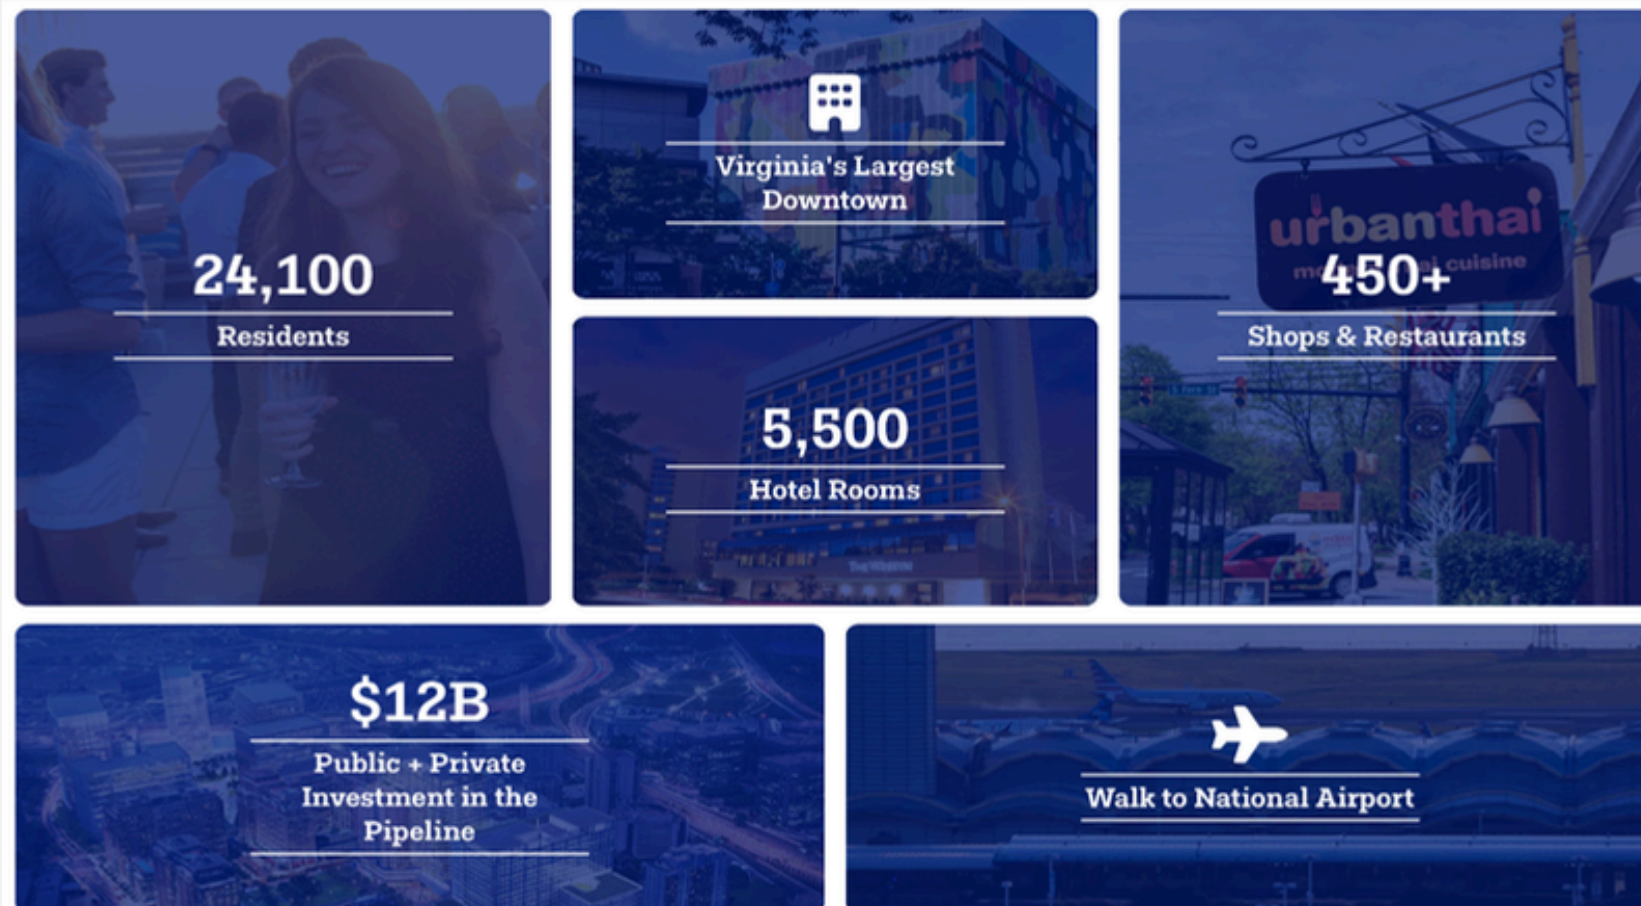 24,100
Residents
Virginia's Largest
Downtown
5,500
Hotel Rooms
urbanthai
cuisine
450+
Shops & Restaurants
$12B
Public + Private
Investment in the
Pipeline
Walk to National Airport